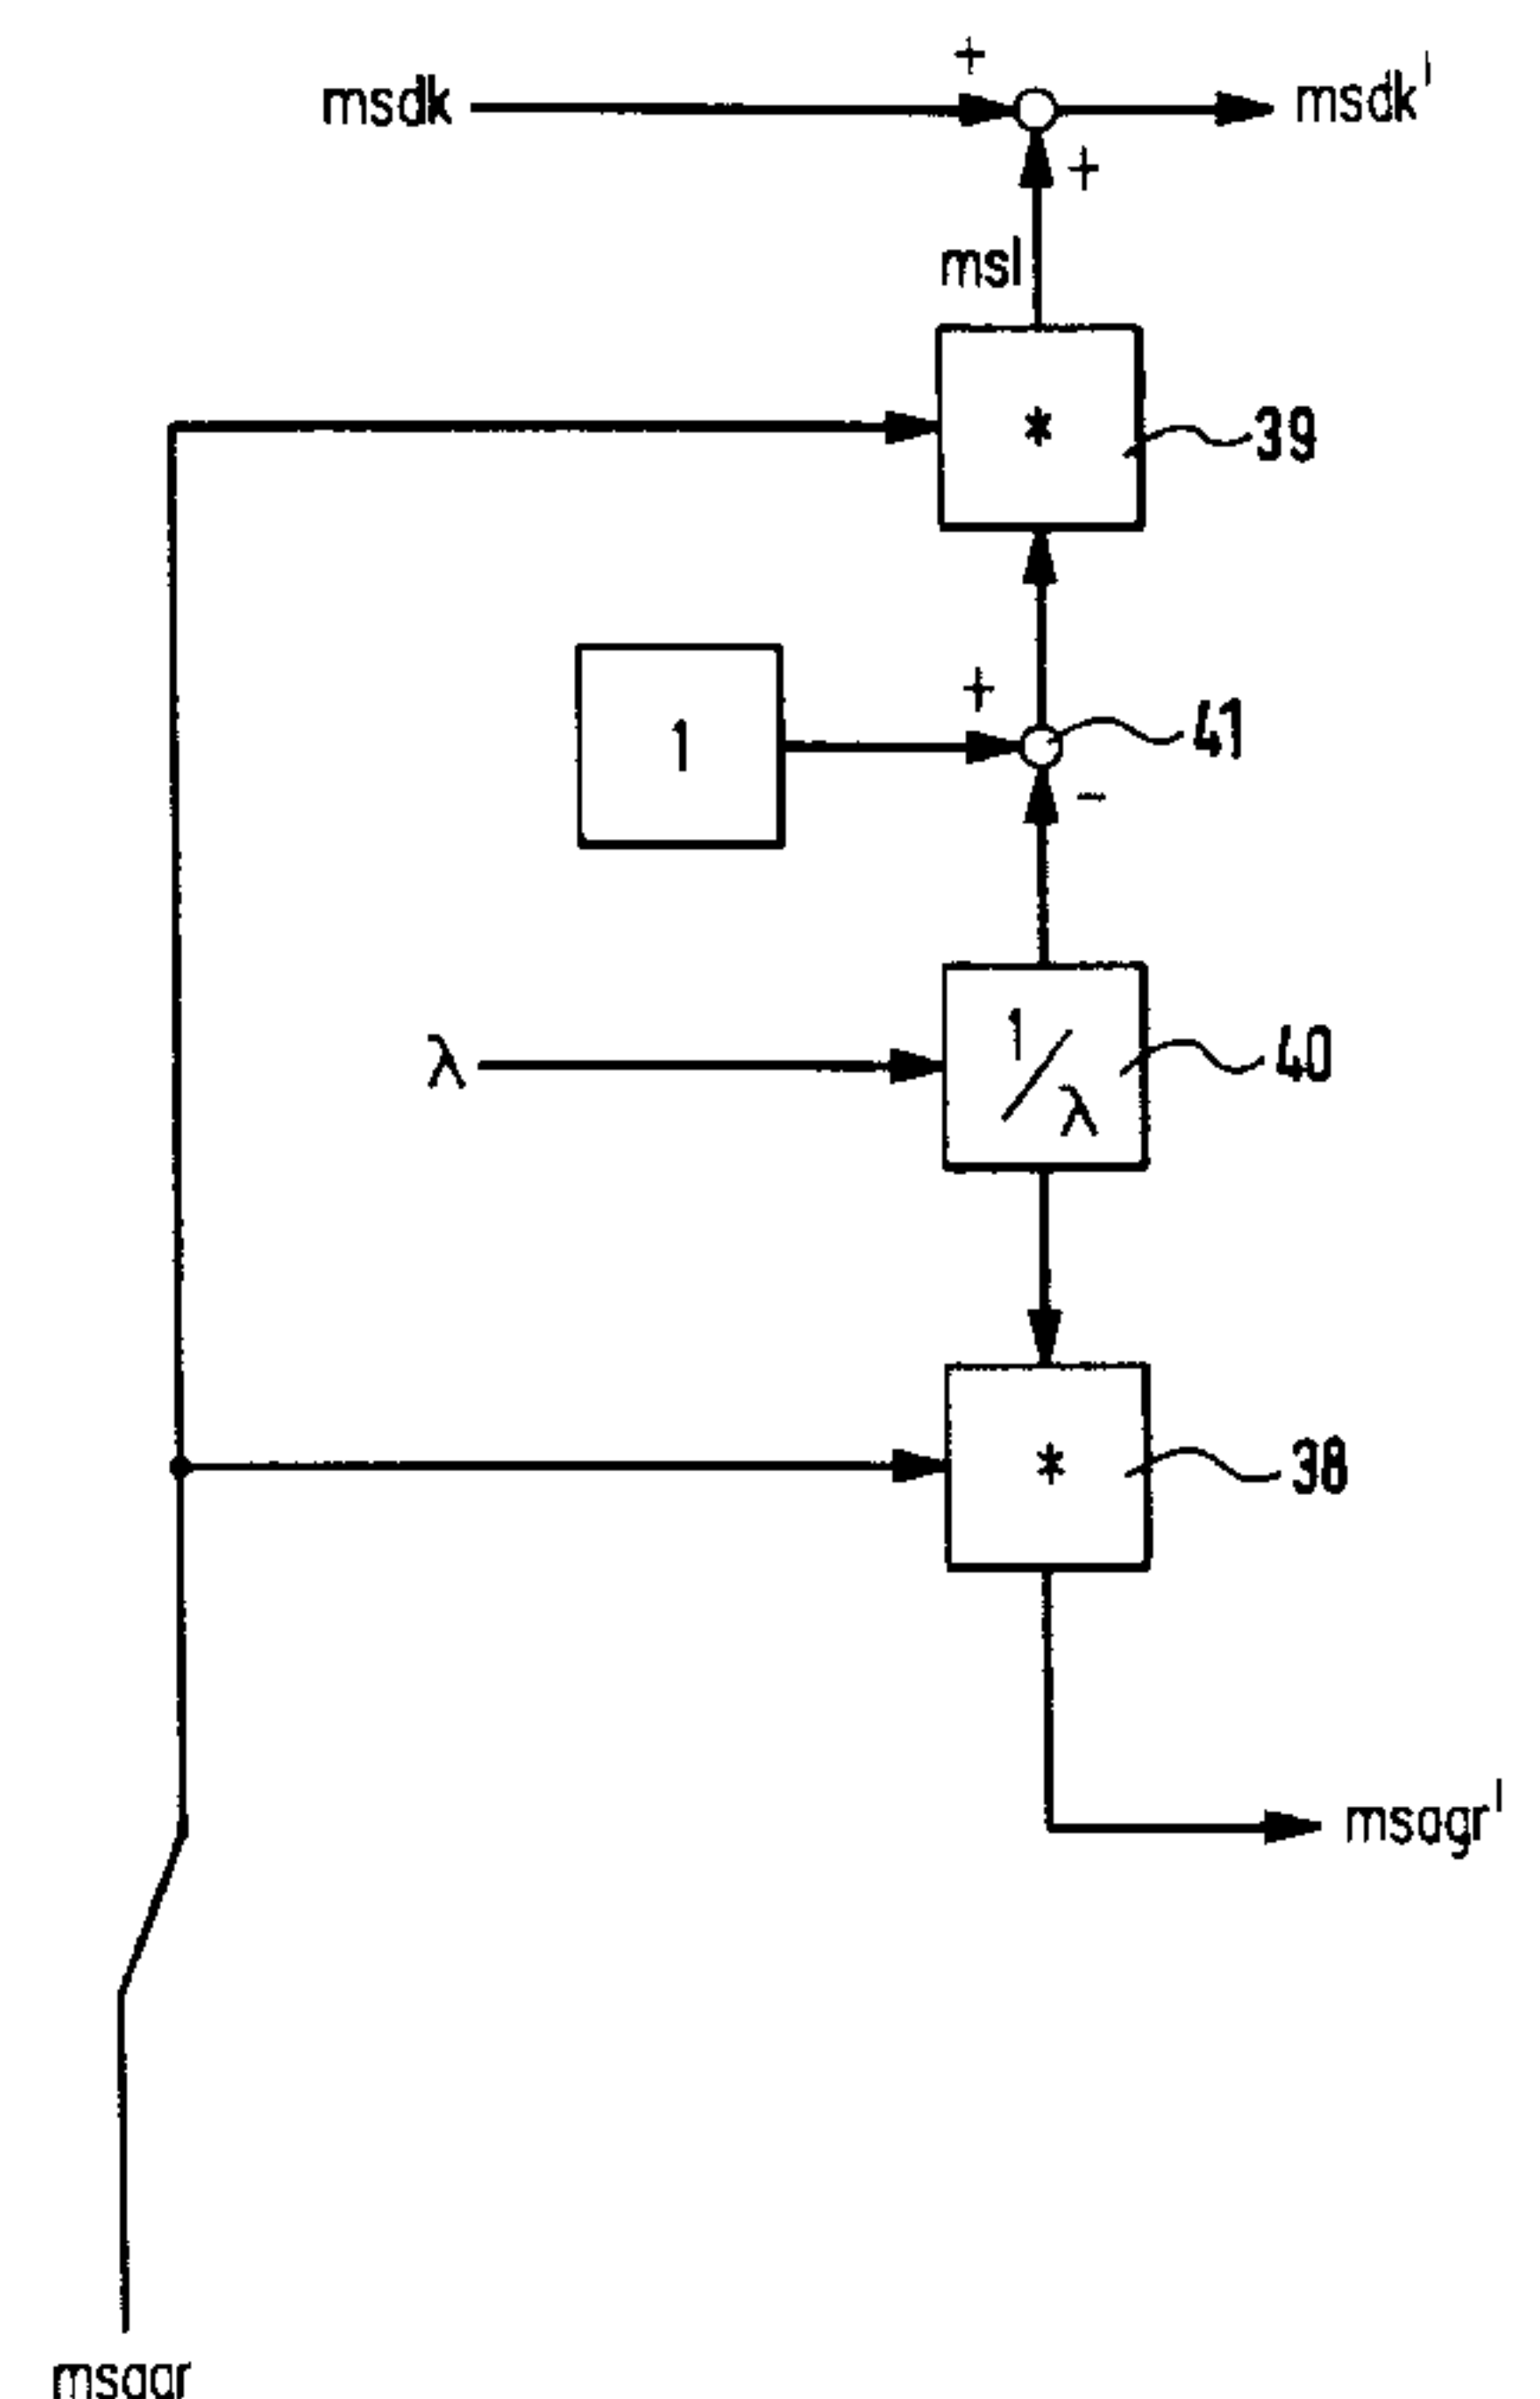 +
msdk
msdk'
+
msl
*
39
1
+
41
-
λ
1/λ
40
*
38
msagr'
msagr